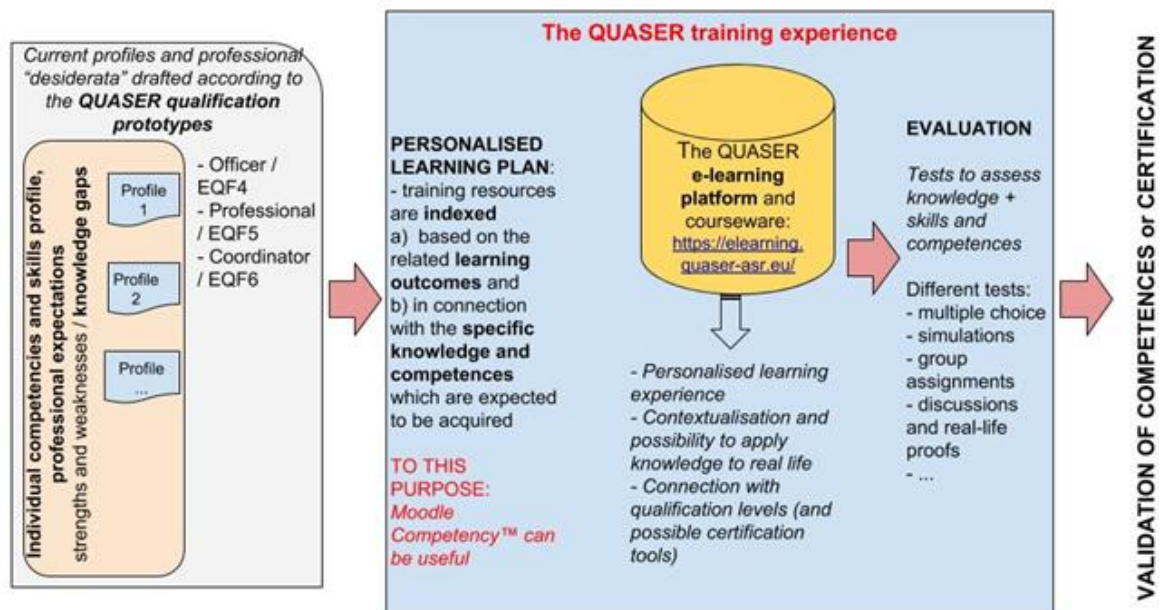 Current profiles and professional
“desiderata” drafted according to
the QUASER qualification
prototypes
Individual competencies and skills profile,
professional expectations
strengths and weaknesses / knowledge gaps
Profile
1
Profile
2
Profile
...
- Officer /
EQF4
- Professional
/ EQF5
- Coordinator
/ EQF6
The QUASER training experience
PERSONALISED
LEARNING PLAN:
- training resources
are indexed
a) based on the
related learning
outcomes and
b) in connection
with the specific
knowledge and
competences
which are expected
to be acquired
TO THIS
PURPOSE:
Moodle
Competency™ can
be useful
The QUASER
e-learning
platform and
courseware:
https://elearning.
quaser-asr.eu/
- Personalised learning
experience
- Contextualisation and
possibility to apply
knowledge to real life
- Connection with
qualification levels (and
possible certification
tools)
EVALUATION
Tests to assess
knowledge +
skills and
competences
Different tests:
- multiple choice
- simulations
- group
assignments
- discussions
and real-life
proofs
- ...
VALIDATION OF COMPETENCES or CERTIFICATION